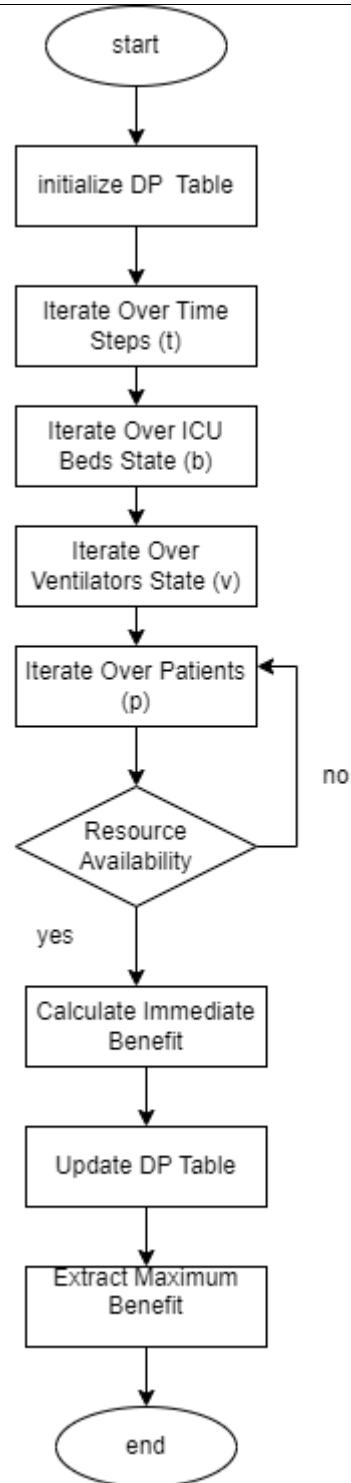 start
initialize DP Table
Iterate Over Time
Steps (t)
Iterate Over ICU
Beds State (b)
Iterate Over
Ventilators State (v)
Iterate Over Patients
(p)
no
Resource
Availability
yes
Calculate Immediate
Benefit
Update DP Table
Extract Maximum
Benefit
end